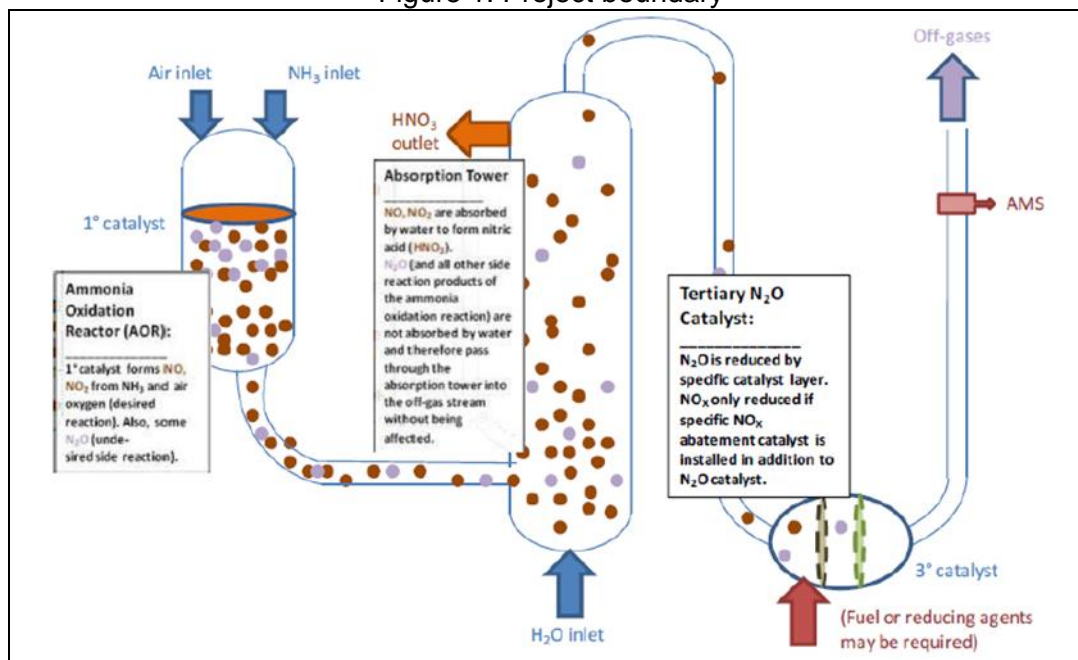 Figure 1: Project boundary
Air inlet
NH3 inlet
1° catalyst
Ammonia
Oxidation
Reactor (AOR):
1° catalyst forms NO,
NO2 from NH3 and air
oxygen (desired
reaction). Also, some
N2O (unde-
sired side reaction).
HNO3
outlet
Absorption Tower
NO, NO2 are absorbed
by water to form nitric
acid (HNO3).
N2O (and all other side
reaction products of
the ammonia
oxidation reaction) are
not absorbed by water
and therefore pass
through the
absorption tower into
the off-gas stream
without being
affected.
H2O inlet
Tertiary N2O
Catalyst:
N2O is reduced by
specific catalyst layer.
NOX only reduced if
specific NOX
abatement catalyst is
installed in addition to
N2O catalyst.
Off-gases
AMS
3° catalyst
(Fuel or reducing agents
may be required)